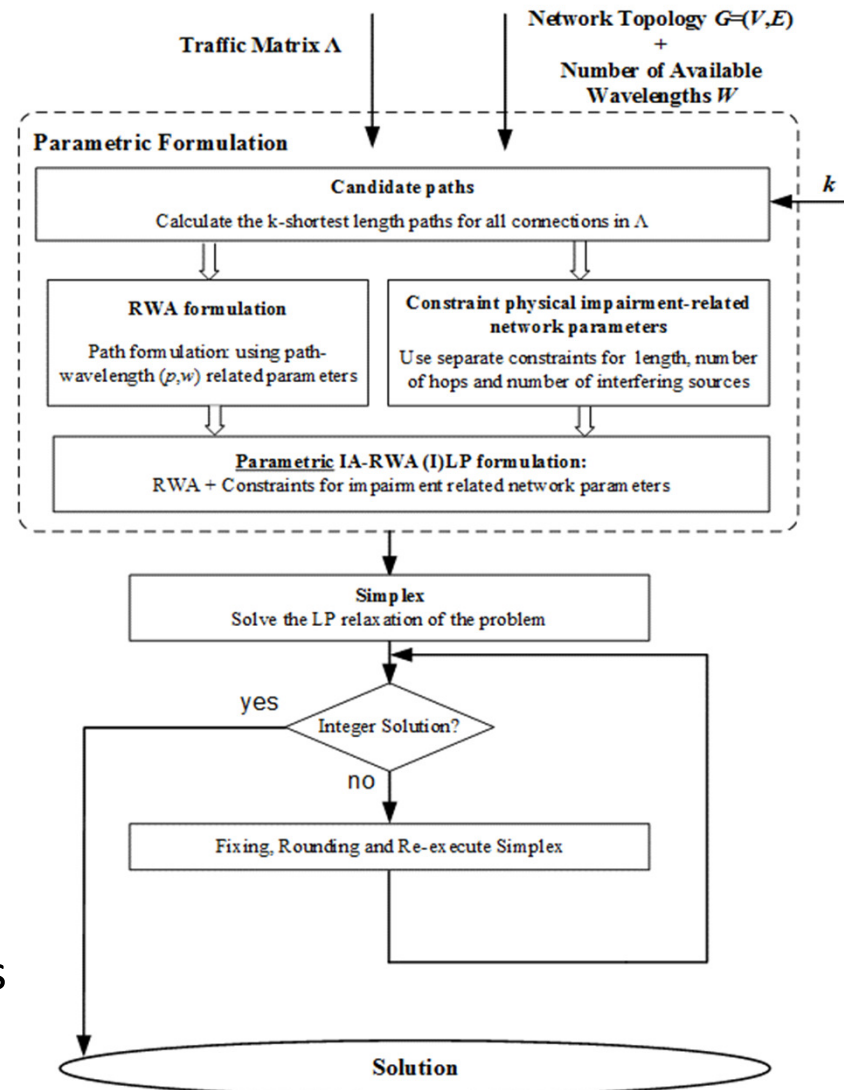 Traffic Matrix Λ
Network Topology G=(V,E)
+
Number of Available
Wavelengths W
Parametric Formulation
k
Candidate paths
Calculate the k-shortest length paths for all connections in Λ
RWA formulation
Path formulation: using path-
wavelength (p,w) related parameters
Constraint physical impairment-related
network parameters
Use separate constraints for length, number
of hops and number of interfering sources
Parametric IA-RWA (I)LP formulation:
RWA + Constraints for impairment related network parameters
Simplex
Solve the LP relaxation of the problem
yes
Integer Solution?
no
Fixing, Rounding and Re-execute Simplex
s
Solution